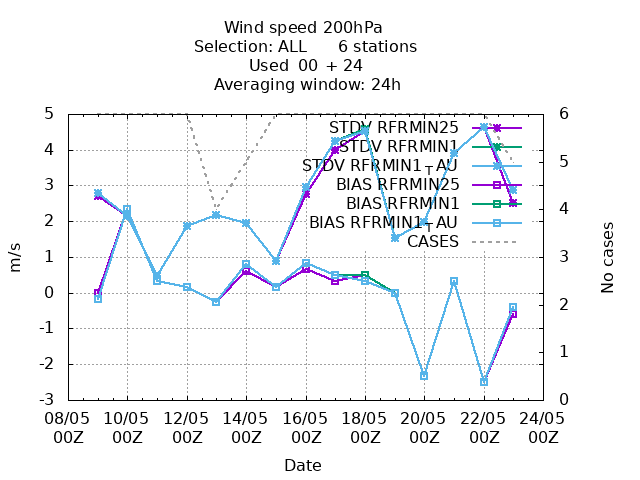 Wind speed 200hPa
Selection: ALL 6 stations
Used 00 + 24
Averaging window: 24h
5
4
3
2
1
0
-1
-2
-3
m/s
STDV RFRMIN25
STDV RFRMIN1
STDV RFRMIN1TAU
BIAS RFRMIN25
BIAS RFRMIN1
BIAS RFRMIN1TAU
CASES
6
5
4
3
2
1
0
No cases
08/05 10/05 12/05 14/05 16/05 18/05 20/05 22/05 24/05
00Z 00Z 00Z 00Z 00Z 00Z 00Z 00Z 00Z
Date